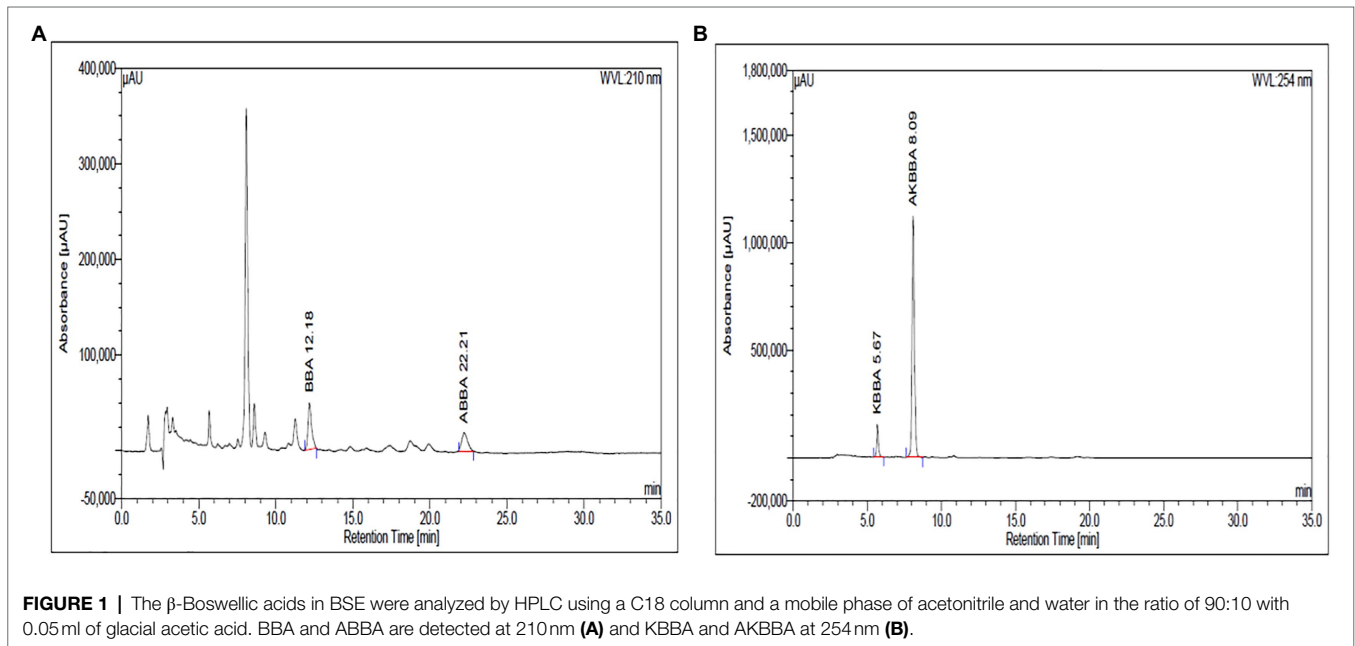 A
400,000
µAU
WVL:210 nm
300,000
200,000
100,000
-50,000
Absorbance [µAU]
BBA 12.18
ABBA 22.21
min
0.0 5.0 10.0 15.0 20.0 25.0 30.0 35.0
Retention Time [min]
B
1,800,000
µAU
WVL:254 nm
1,500,000
1,000,000
500,000
-200,000
Absorbance [µAU]
KBBA 5.67
AKBBA 8.09
min
0.0 5.0 10.0 15.0 20.0 25.0 30.0 35.0
Retention Time [min]
FIGURE 1 | The β-Boswellic acids in BSE were analyzed by HPLC using a C18 column and a mobile phase of acetonitrile and water in the ratio of 90:10 with
0.05 ml of glacial acetic acid. BBA and ABBA are detected at 210 nm (A) and KBBA and AKBBA at 254 nm (B).